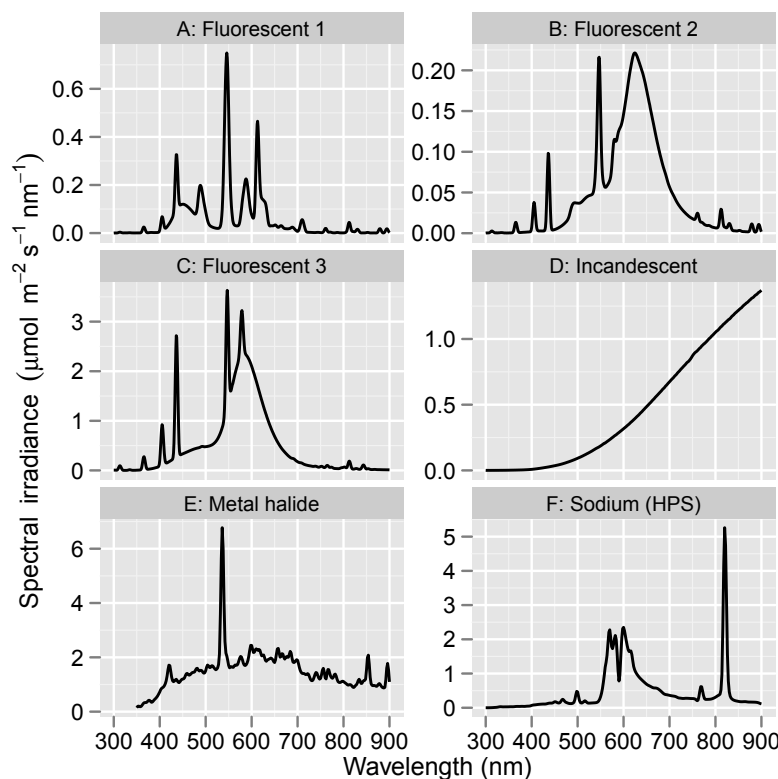 Spectral irradiance (μmol m⁻² s⁻¹ nm⁻¹)
A: Fluorescent 1
0.6
0.4
0.2
0.0
B: Fluorescent 2
0.20
0.15
0.10
0.05
0.00
C: Fluorescent 3
3
2
1
0
D: Incandescent
1.0
0.5
0.0
E: Metal halide
6
4
2
0
300 400 500 600 700 800 900
F: Sodium (HPS)
5
4
3
2
1
0
300 400 500 600 700 800 900
Wavelength (nm)